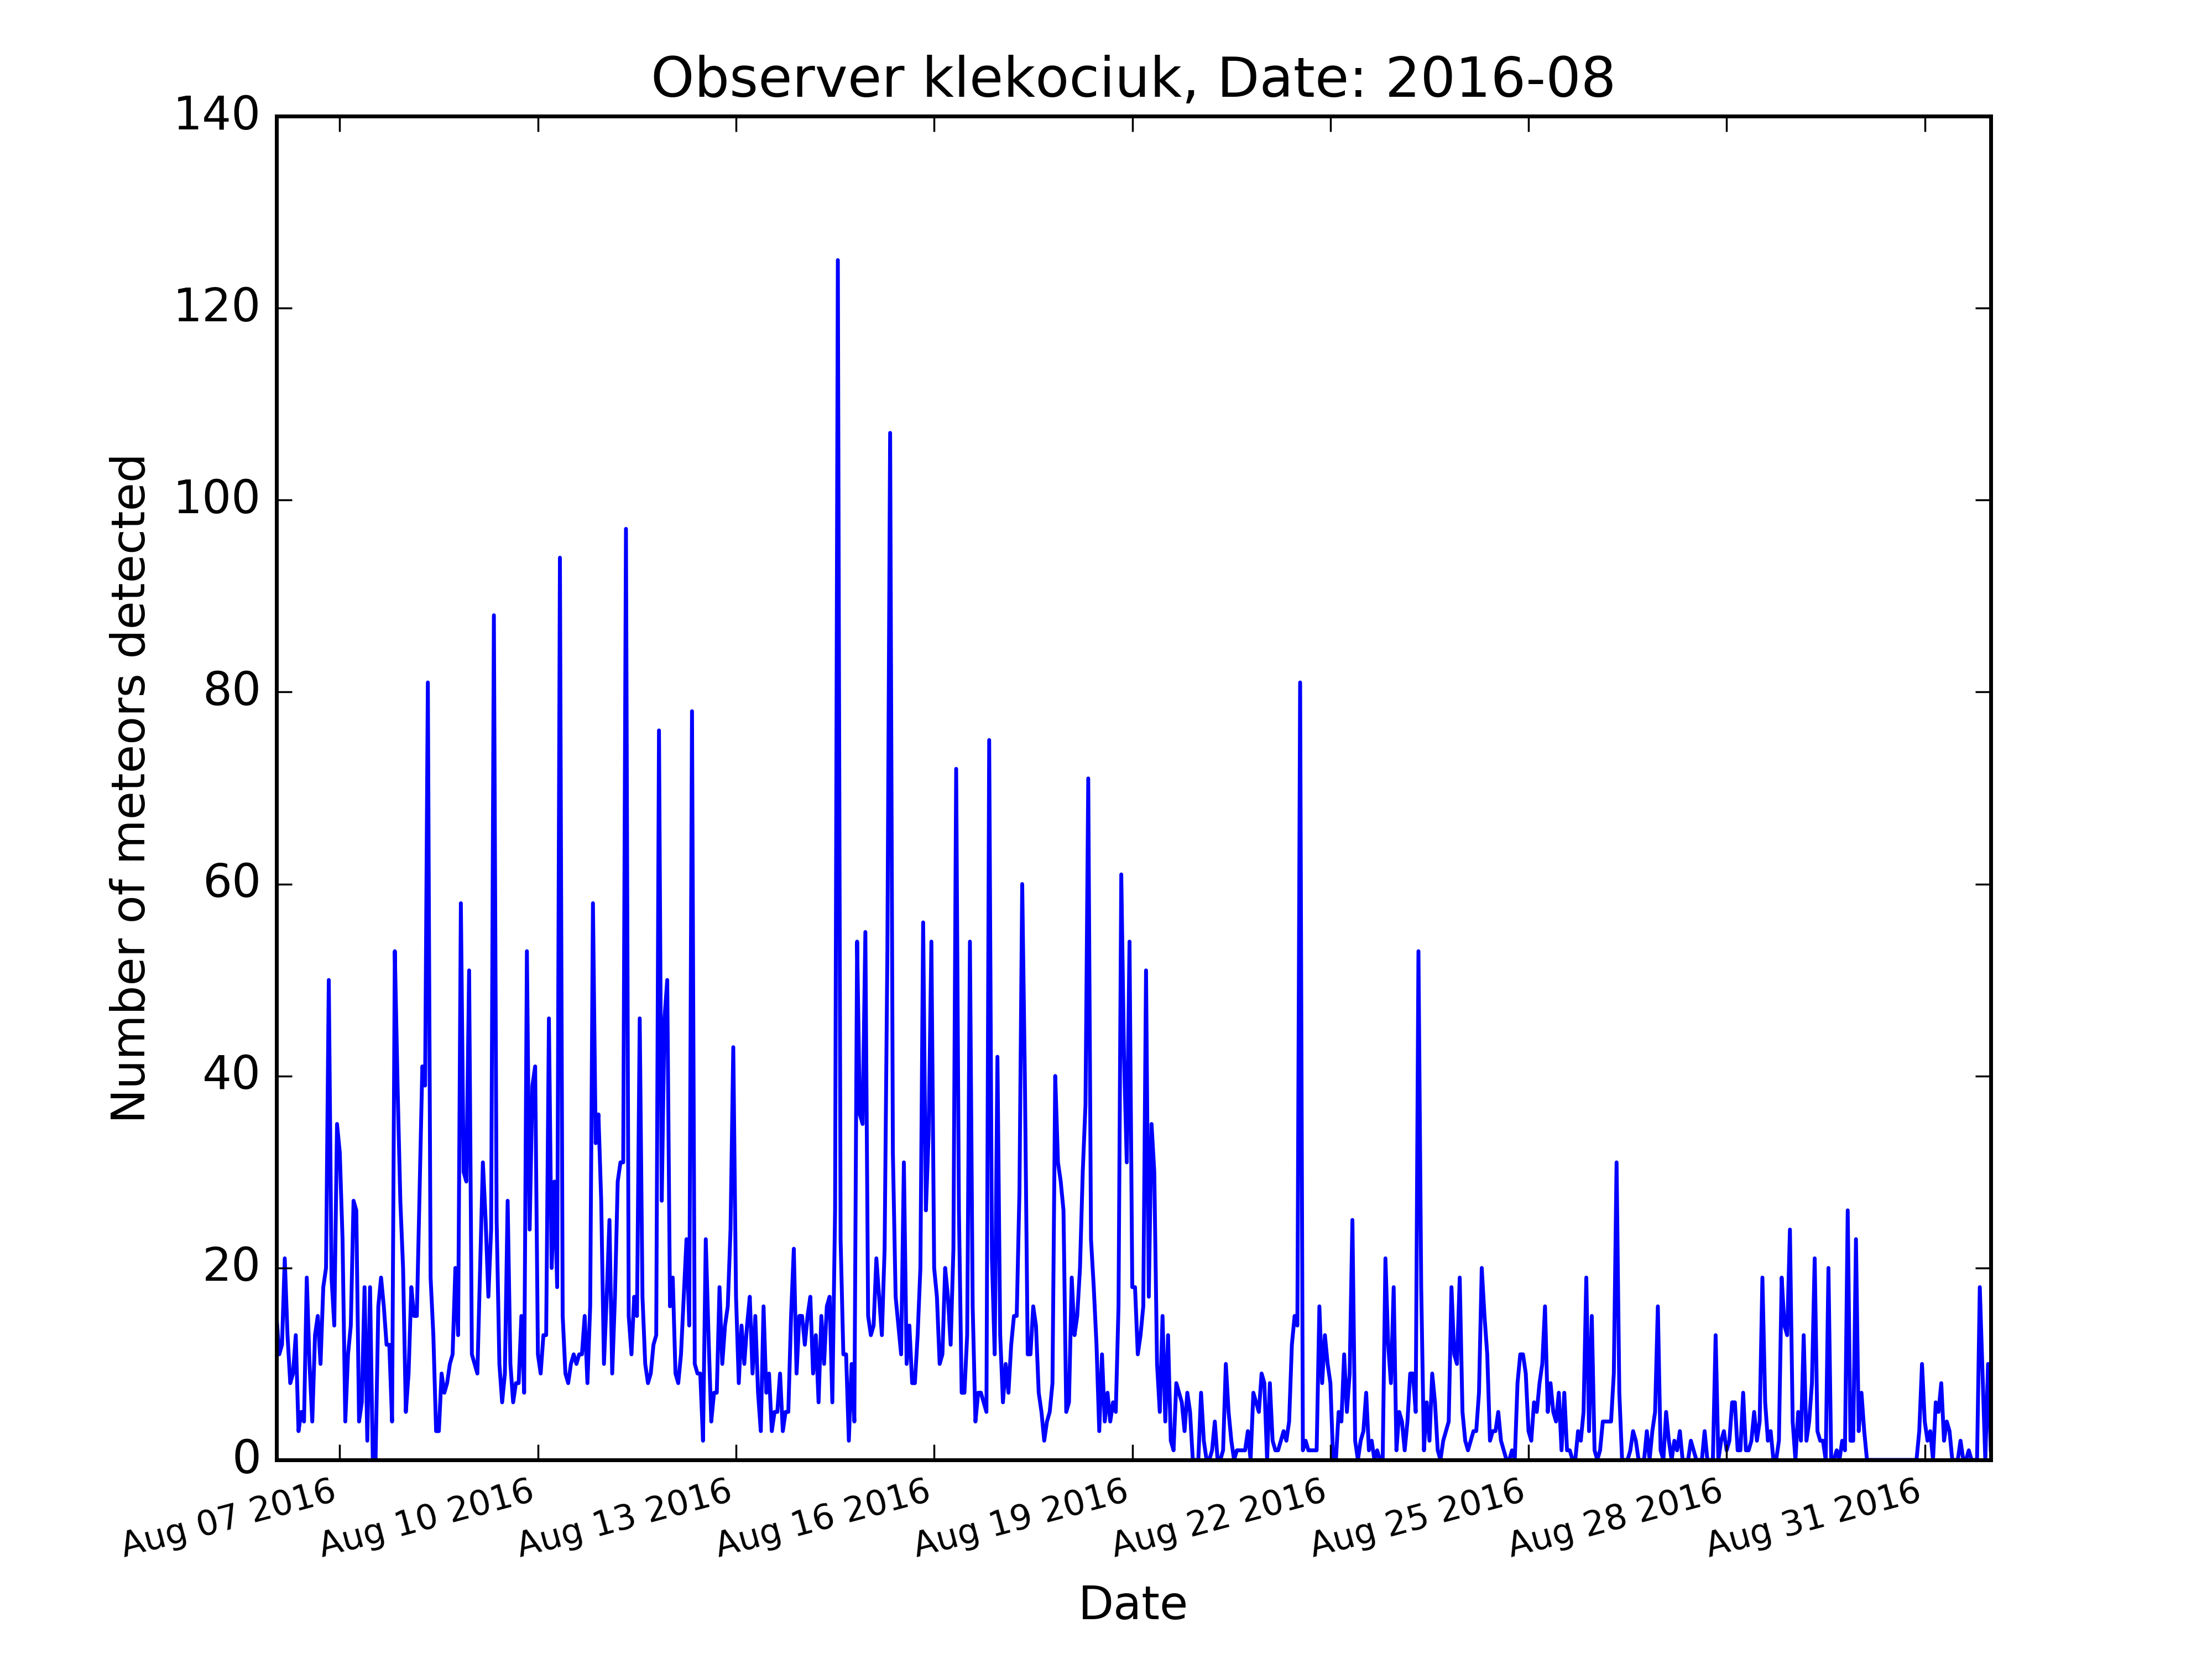 Observer klekociuk, Date: 2016-08
140
120
100
80
60
40
20
0
Number of meteors detected
Aug 07 2016
Aug 10 2016
Aug 13 2016
Aug 16 2016
Aug 19 2016
Aug 22 2016
Aug 25 2016
Aug 28 2016
Aug 31 2016
Date